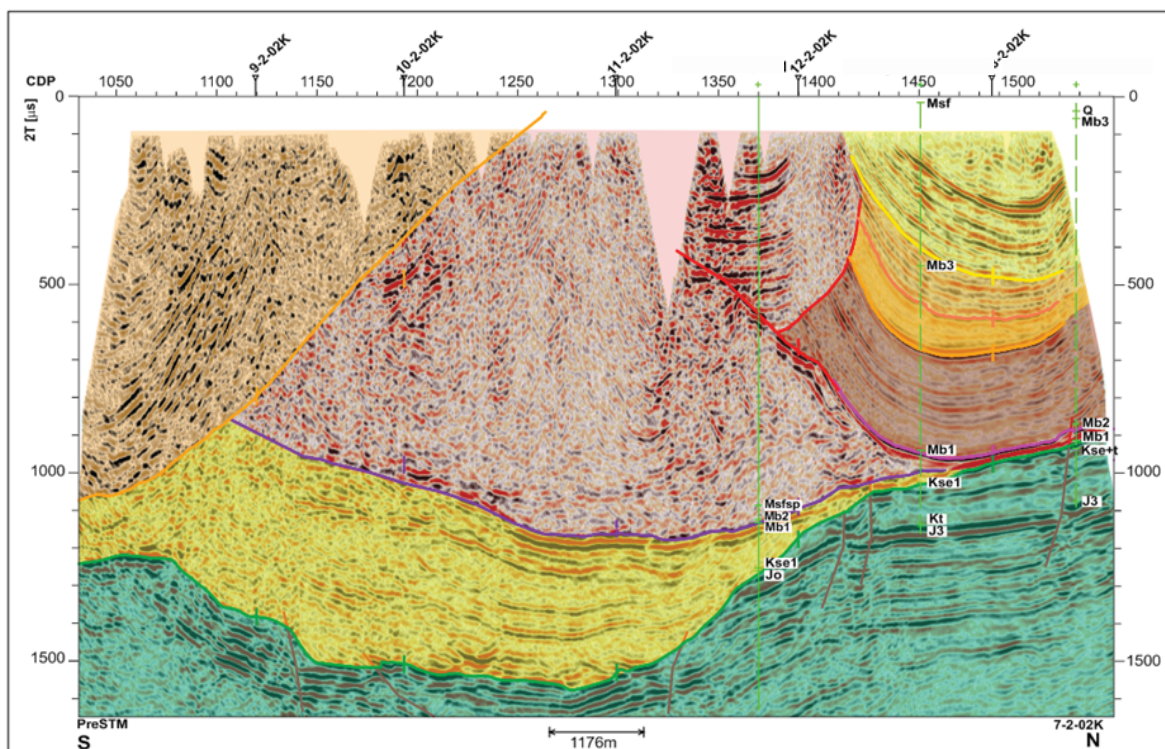 9-2-02K
10-2-02K
11-2-02K
12-2-02K
-2-02K
CDP 1050 1100 1150 1200 1250 1300 1350 1400 1450 1500
2T [µs]
0 0
Msf
Q
Mb3
500 500
Mb3
Mb2
Mb1
Kse+t
Mb1
1000 1000
Kse1
J3
Msfsp
Mb2
Mb1
Kt
J3
Kse1
Jo
1500 1500
PreSTM 7-2-02K
S 1176m N